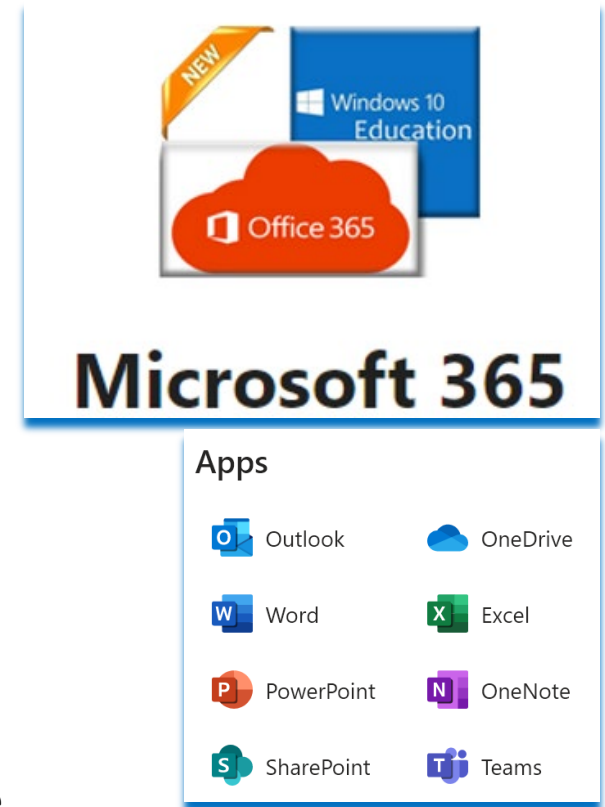 NEW
Windows 10
Education
Office 365
Microsoft 365
Apps
Outlook
OneDrive
Word
Excel
PowerPoint
OneNote
SharePoint
Teams